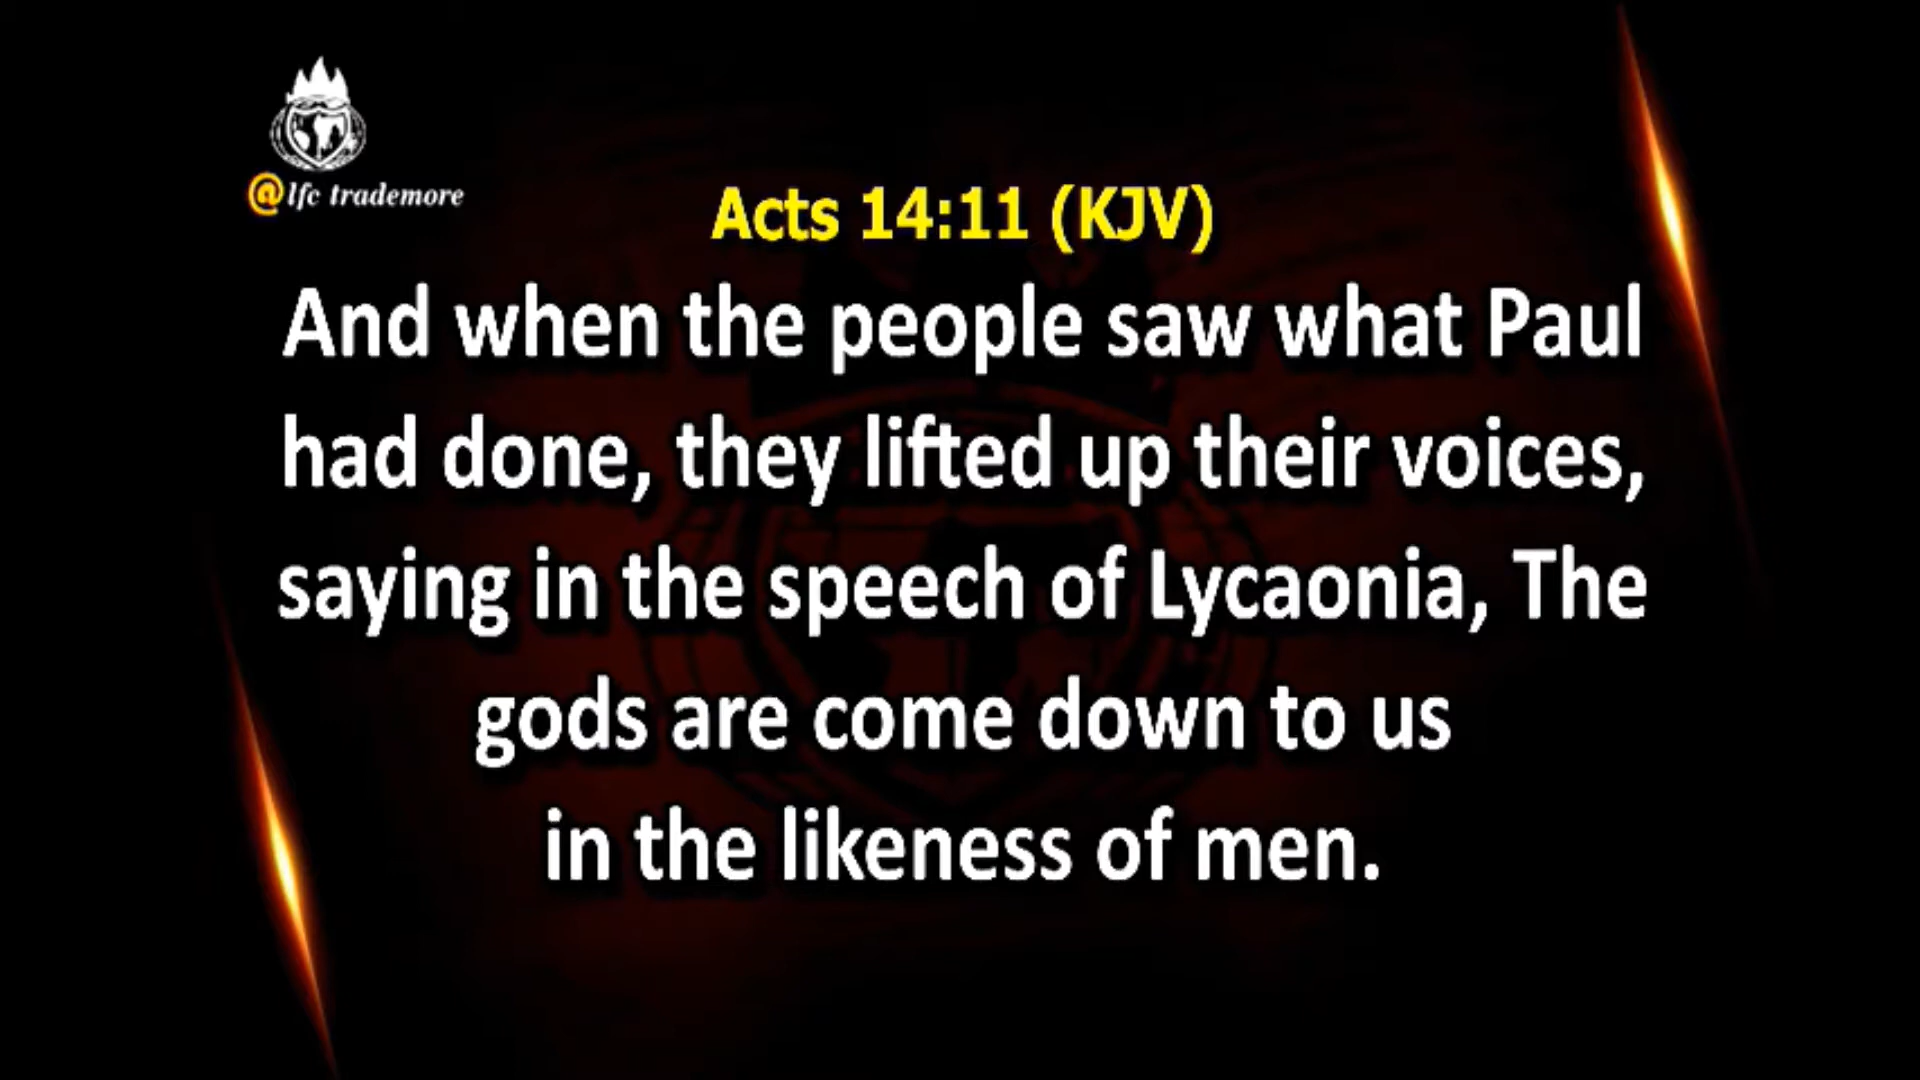 @lfc trademore
Acts 14:11 (KJV)
And when the people saw what Paul
had done, they lifted up their voices,
saying in the speech of Lycaonia, The
gods are come down to us
in the likeness of men.